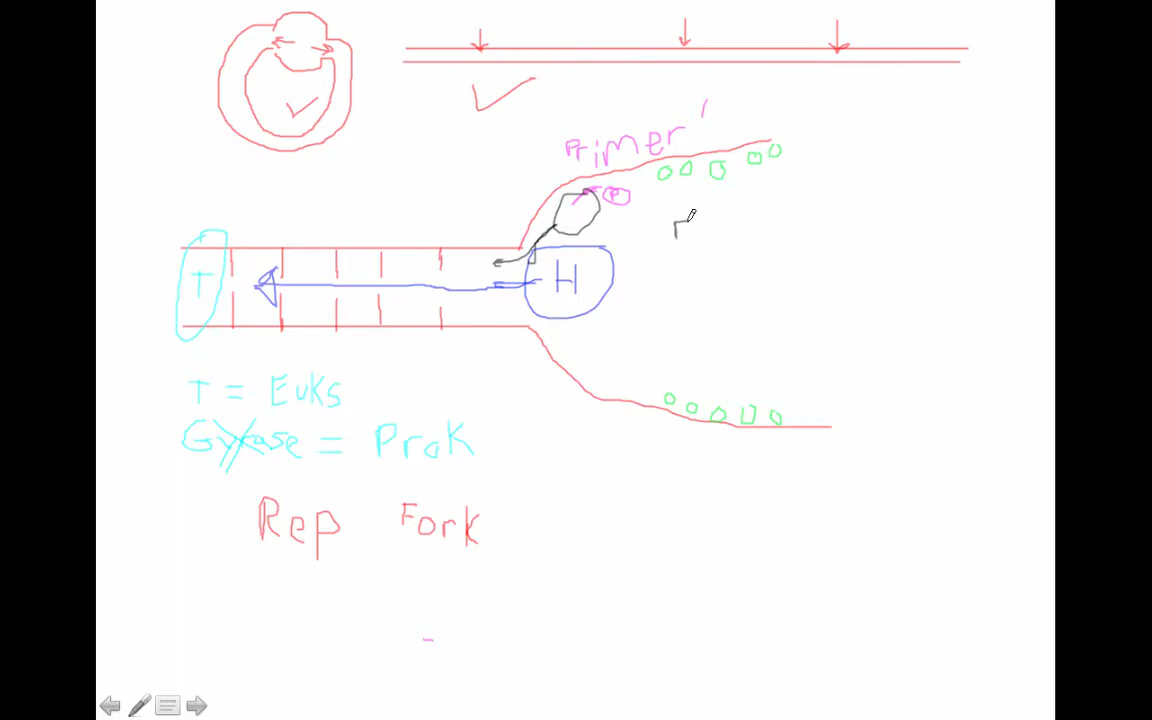 Primer
P
H
T
T = Euks
Gyrase = Prok
Rep Fork